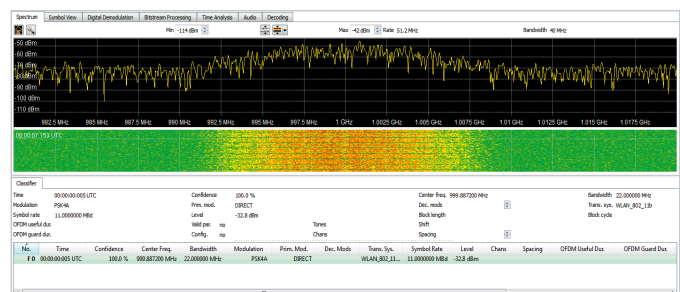 Spectrum Symbol View Digital Demodulation Bitstream Processing Time Analysis Audio Decoding
Min -114 dBm Max -42 dBm Rate 51.2 MHz Bandwidth 40 MHz
-50 dBm
-60 dBm
-70 dBm
-80 dBm
-90 dBm
-100 dBm
-110 dBm
982.5 MHz 985 MHz 987.5 MHz 990 MHz 992.5 MHz 995 MHz 997.5 MHz 1 GHz 1.0025 GHz 1.005 GHz 1.0075 GHz 1.01 GHz 1.0125 GHz 1.015 GHz 1.0175 GHz
00:00:07.153 UTC
Classifier
Time 00:00:00:005 UTC Confidence 100.0 % Center freq. 999.887200 MHz Bandwidth 22.000000 MHz
Modulation PSK4A Prim. mod. DIRECT Dec. mods Trans. sys. WLAN_802_11b
Symbol rate 11.0000000 MBd Level -32.8 dBm Block length Block cycle
OFDM useful dur. Valid par. no Tones Shift
OFDM guard dur. Config. no Chans Spacing
No. Time Confidence Center Freq. Bandwidth Modulation Prim. Mod. Dec. Mods Trans. Sys. Symbol Rate Level Chans Spacing OFDM Useful Dur. OFDM Guard Dur.
F 0 00:00:00:005 UTC 100.0 % 999.887200 MHz 22.000000 MHz PSK4A DIRECT WLAN_802_11... 11.0000000 MBd -32.8 dBm